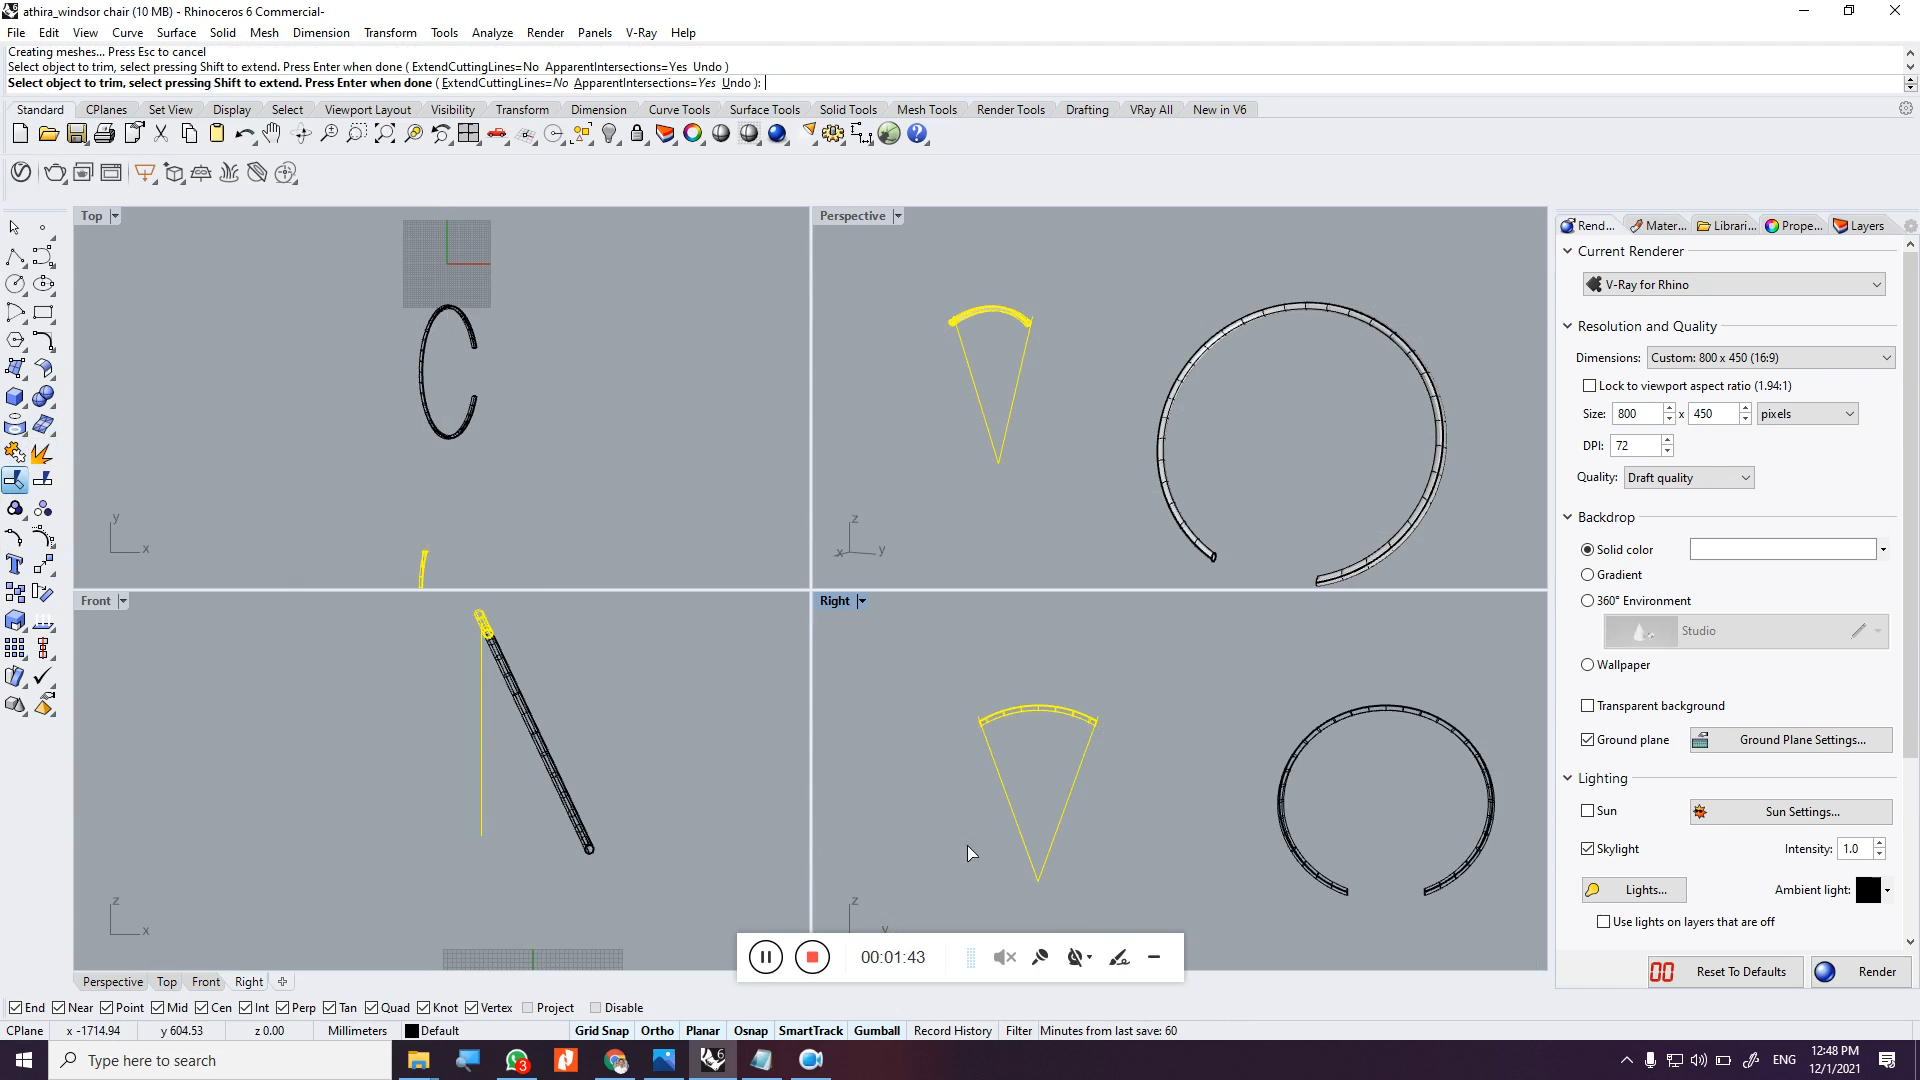 athira_windsor chair (10 MB) - Rhinoceros 6 Commercial-
File Edit View Curve Surface Solid Mesh Dimension Transform Tools Analyze Render Panels V-Ray Help
Creating meshes... Press Esc to cancel
Select object to trim, select pressing Shift to extend. Press Enter when done ( ExtendCuttingLines=No ApparentIntersections=Yes Undo )
Select object to trim, select pressing Shift to extend. Press Enter when done ( ExtendCuttingLines=No ApparentIntersections=Yes Undo ):
Standard CPlanes Set View Display Select Viewport Layout Visibility Transform Dimension Curve Tools Surface Tools Solid Tools Mesh Tools Render Tools Drafting VRay All New in V6
Top
Perspective
Rend... Mater... Librari... Prope... Layers
Current Renderer
V-Ray for Rhino
Resolution and Quality
Dimensions: Custom: 800 x 450 (16:9)
Lock to viewport aspect ratio (1.94:1)
Size: 800 x 450 pixels
DPI: 72
Quality: Draft quality
Backdrop
Solid color
Gradient
360° Environment
Studio
Wallpaper
Transparent background
Ground plane Ground Plane Settings...
Lighting
Sun Sun Settings...
Skylight Intensity: 1.0
Lights... Ambient light:
Use lights on layers that are off
Reset To Defaults Render
y
x
z
x y
Front
Right
z
x
z
y
00:01:43
Perspective Top Front Right
End Near Point Mid Cen Int Perp Tan Quad Knot Vertex Project Disable
CPlane x -1714.94 y 604.53 z 0.00 Millimeters Default Grid Snap Ortho Planar Osnap SmartTrack Gumball Record History Filter Minutes from last save: 60
Type here to search
3
6
ENG
12:48 PM
12/1/2021